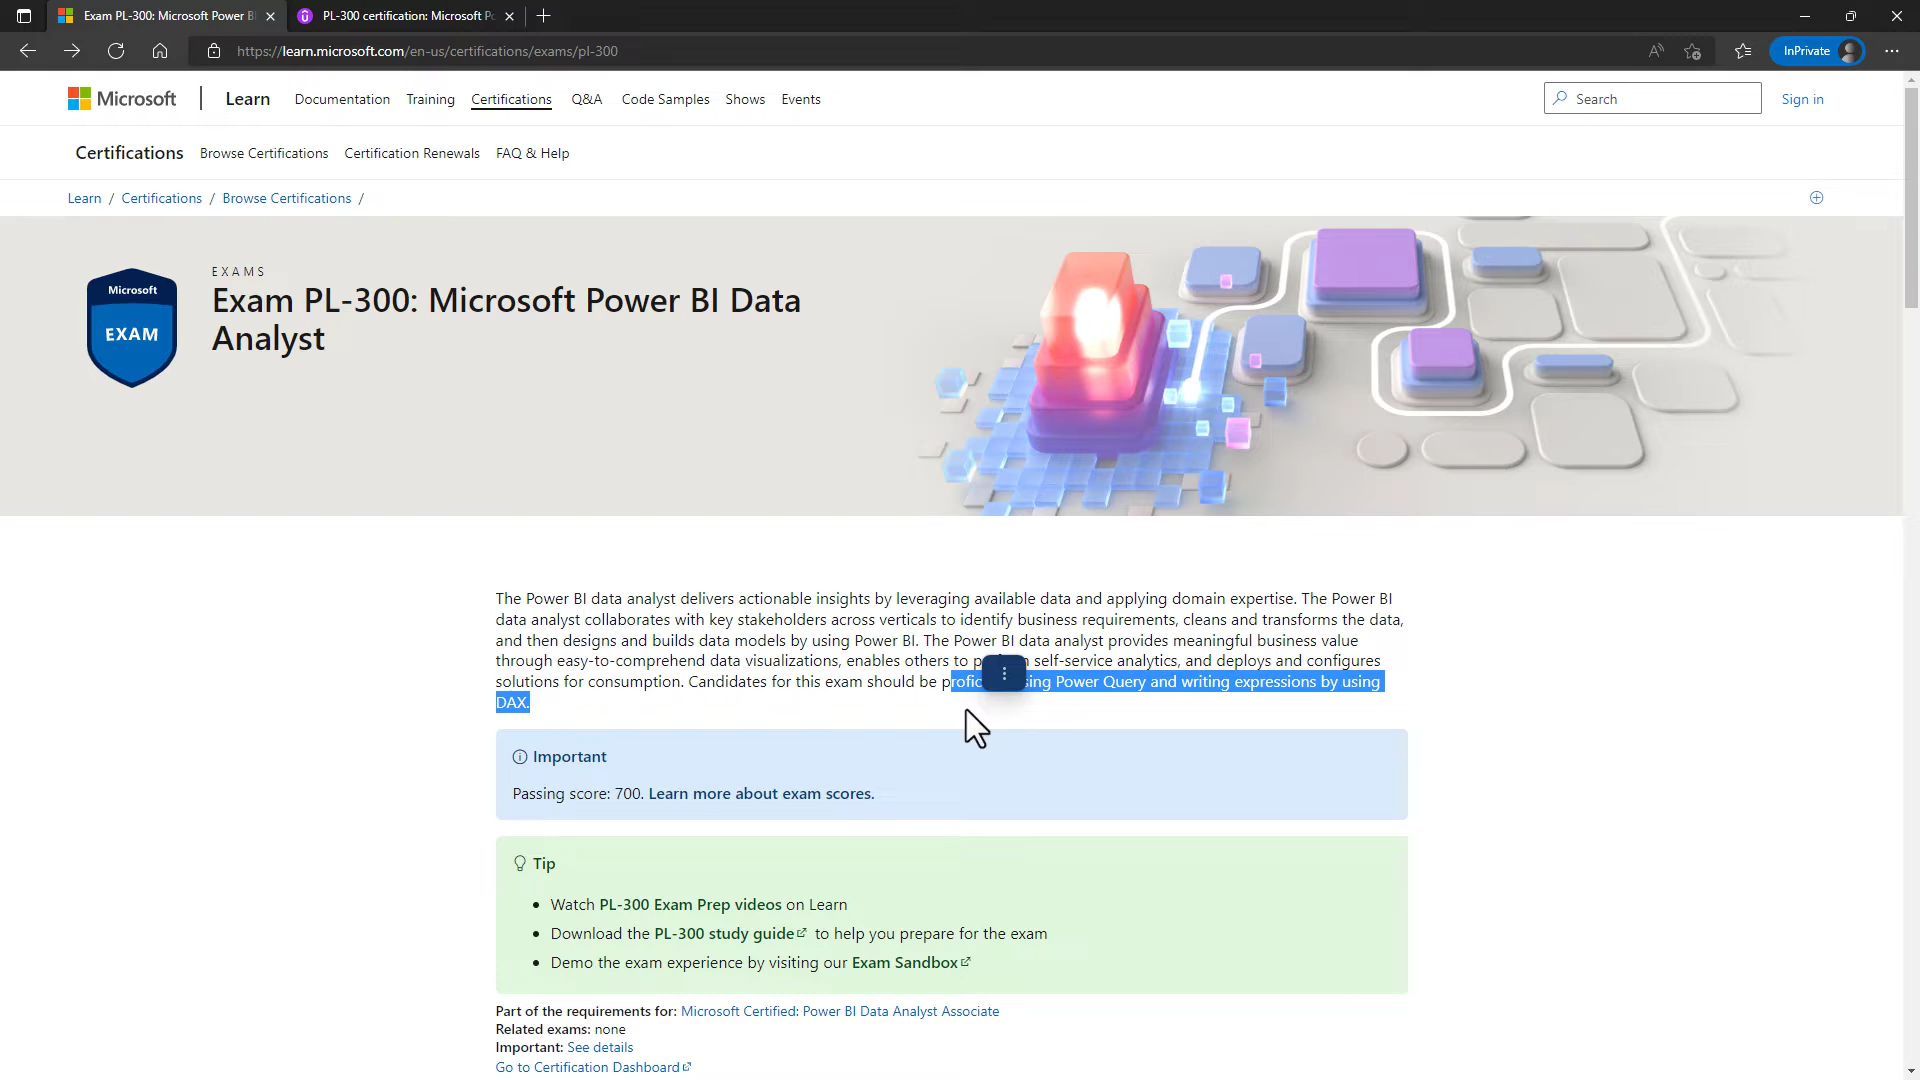 Exam PL-300: Microsoft Power BI
PL-300 certification: Microsoft Po
https://learn.microsoft.com/en-us/certifications/exams/pl-300
InPrivate
Microsoft Learn Documentation Training Certifications Q&A Code Samples Shows Events Search Sign in
Certifications Browse Certifications Certification Renewals FAQ & Help
Learn / Certifications / Browse Certifications /
Microsoft
EXAM
EXAMS
Exam PL-300: Microsoft Power BI Data
Analyst
The Power BI data analyst delivers actionable insights by leveraging available data and applying domain expertise. The Power BI
data analyst collaborates with key stakeholders across verticals to identify business requirements, cleans and transforms the data,
and then designs and builds data models by using Power BI. The Power BI data analyst provides meaningful business value
through easy-to-comprehend data visualizations, enables others to self-service analytics, and deploys and configures
solutions for consumption. Candidates for this exam should be Power Query and writing expressions by using
DAX.
Important
Passing score: 700. Learn more about exam scores.
Tip
• Watch PL-300 Exam Prep videos on Learn
• Download the PL-300 study guide to help you prepare for the exam
• Demo the exam experience by visiting our Exam Sandbox
Part of the requirements for: Microsoft Certified: Power BI Data Analyst Associate
Related exams: none
Important: See details
Go to Certification Dashboard